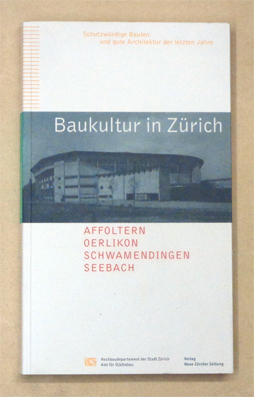 Schutzwürdige Bauten
und gute Architektur der letzten Jahre
Baukultur in Zürich
AFFOLTERN
OERLIKON
SCHWAMENDINGEN
SEEBACH
Hochbaudepartement der Stadt Zürich
Amt für Städtebau
Verlag
Neue Zürcher Zeitung